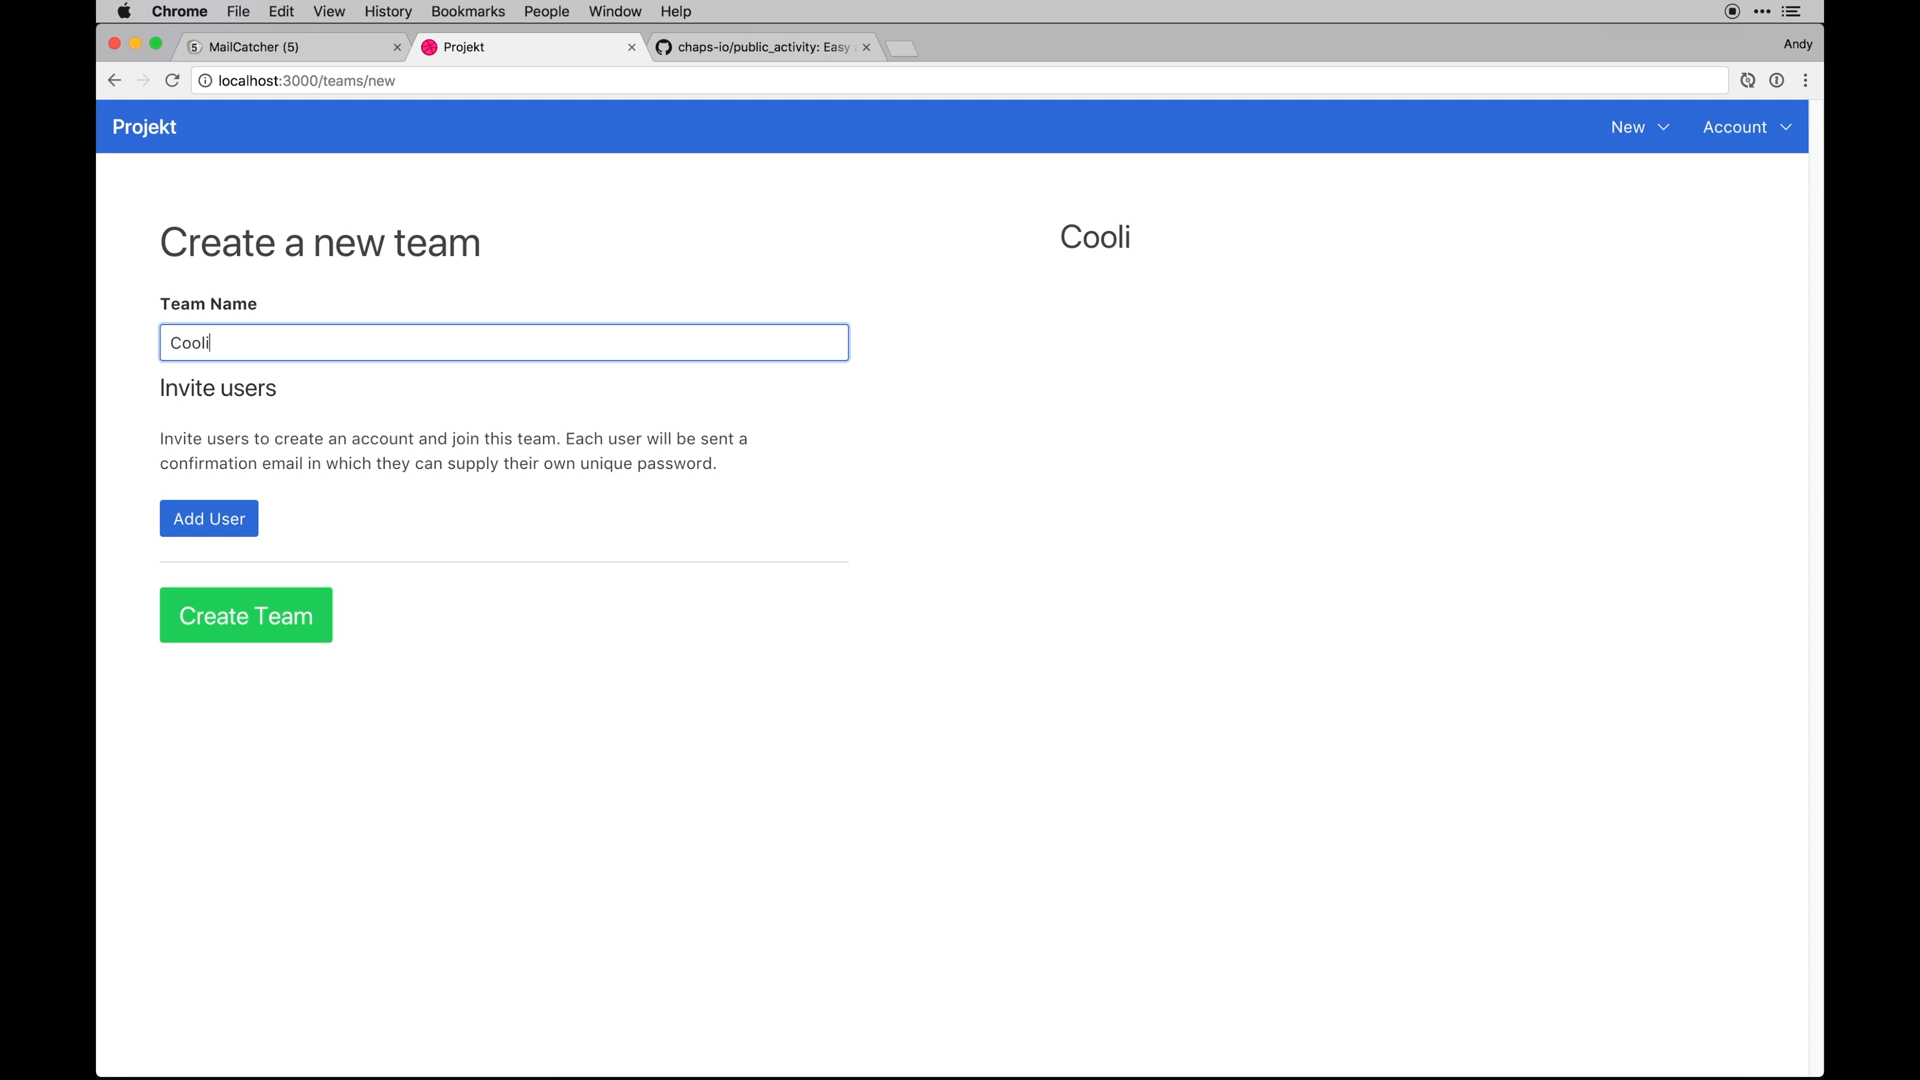 Chrome File Edit View History Bookmarks People Window Help
5 MailCatcher (5)
Projekt
chaps-io/public_activity: Easy
Andy
localhost:3000/teams/new
Projekt
New
Account
Create a new team
Cooli
Team Name
Cooli
Invite users
Invite users to create an account and join this team. Each user will be sent a
confirmation email in which they can supply their own unique password.
Add User
Create Team